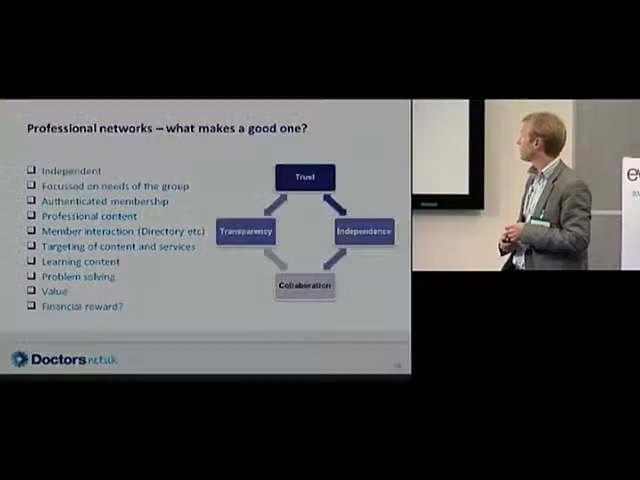 Professional networks – what makes a good one?
Independent
Focussed on needs of the group
Authenticated membership
Professional content
Member interaction (Directory etc)
Targeting of content and services
Learning content
Problem solving
Value
Financial reward?
Trust
Transparency
Independence
Collaboration
Doctors.net.uk